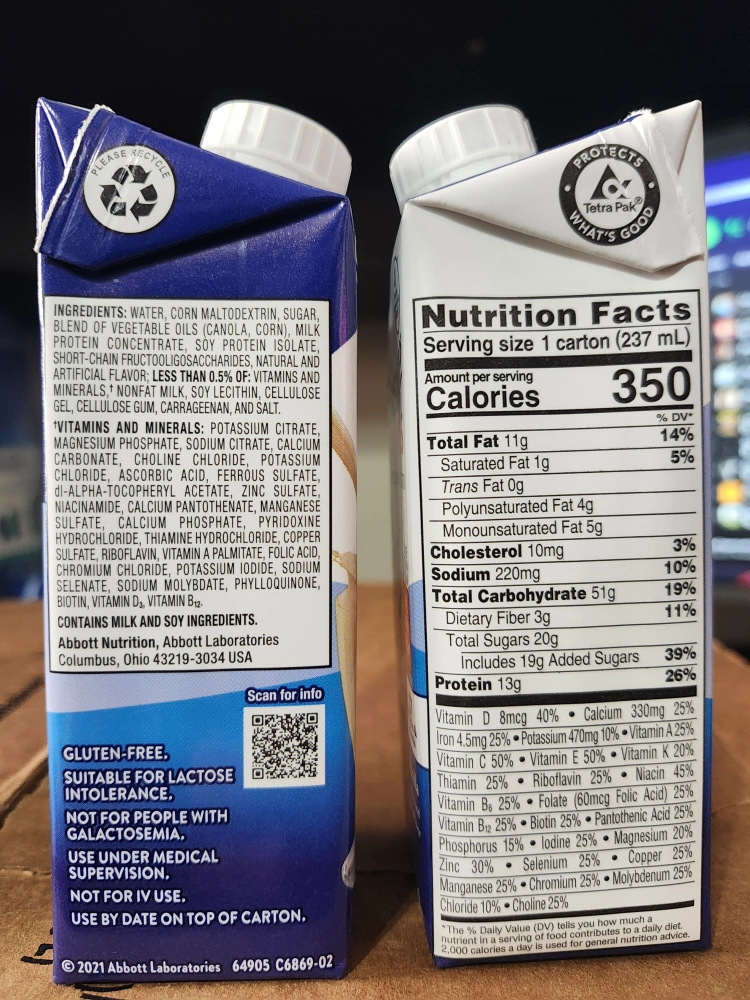 PLEASE RECYCLE
INGREDIENTS: WATER, CORN MALTODEXTRIN, SUGAR,
BLEND OF VEGETABLE OILS (CANOLA, CORN), MILK
PROTEIN CONCENTRATE, SOY PROTEIN ISOLATE,
SHORT-CHAIN FRUCTOOLIGOSACCHARIDES, NATURAL AND
ARTIFICIAL FLAVOR; LESS THAN 0.5% OF: VITAMINS AND
MINERALS,† NONFAT MILK, SOY LECITHIN, CELLULOSE
GEL, CELLULOSE GUM, CARRAGEENAN, AND SALT.
†VITAMINS AND MINERALS: POTASSIUM CITRATE,
MAGNESIUM PHOSPHATE, SODIUM CITRATE, CALCIUM
CARBONATE, CHOLINE CHLORIDE, POTASSIUM
CHLORIDE, ASCORBIC ACID, FERROUS SULFATE,
dl-ALPHA-TOCOPHERYL ACETATE, ZINC SULFATE,
NIACINAMIDE, CALCIUM PANTOTHENATE, MANGANESE
SULFATE, CALCIUM PHOSPHATE, PYRIDOXINE
HYDROCHLORIDE, THIAMINE HYDROCHLORIDE, COPPER
SULFATE, RIBOFLAVIN, VITAMIN A PALMITATE, FOLIC ACID,
CHROMIUM CHLORIDE, POTASSIUM IODIDE, SODIUM
SELENATE, SODIUM MOLYBDATE, PHYLLOQUINONE,
BIOTIN, VITAMIN D₃, VITAMIN B₁₂.
CONTAINS MILK AND SOY INGREDIENTS.
Abbott Nutrition, Abbott Laboratories
Columbus, Ohio 43219-3034 USA
Scan for info
GLUTEN-FREE.
SUITABLE FOR LACTOSE
INTOLERANCE.
NOT FOR PEOPLE WITH
GALACTOSEMIA.
USE UNDER MEDICAL
SUPERVISION.
NOT FOR IV USE.
USE BY DATE ON TOP OF CARTON.
© 2021 Abbott Laboratories 64905 C6869-02
PROTECTS
Tetra Pak®
WHAT'S GOOD
Nutrition Facts
Serving size 1 carton (237 mL)
Amount per serving
Calories 350
% DV*
Total Fat 11g 14%
Saturated Fat 1g 5%
Trans Fat 0g
Polyunsaturated Fat 4g
Monounsaturated Fat 5g
Cholesterol 10mg 3%
Sodium 220mg 10%
Total Carbohydrate 51g 19%
Dietary Fiber 3g 11%
Total Sugars 20g
Includes 19g Added Sugars 39%
Protein 13g 26%
Vitamin D 8mcg 40% • Calcium 330mg 25%
Iron 4.5mg 25% • Potassium 470mg 10% • Vitamin A 25%
Vitamin C 50% • Vitamin E 50% • Vitamin K 20%
Thiamin 25% • Riboflavin 25% • Niacin 45%
Vitamin B₆ 25% • Folate (60mcg Folic Acid) 25%
Vitamin B₁₂ 25% • Biotin 25% • Pantothenic Acid 25%
Phosphorus 15% • Iodine 25% • Magnesium 20%
Zinc 30% • Selenium 25% • Copper 25%
Manganese 25% • Chromium 25% • Molybdenum 25%
Chloride 10% • Choline 25%
*The % Daily Value (DV) tells you how much a
nutrient in a serving of food contributes to a daily diet.
2,000 calories a day is used for general nutrition advice.